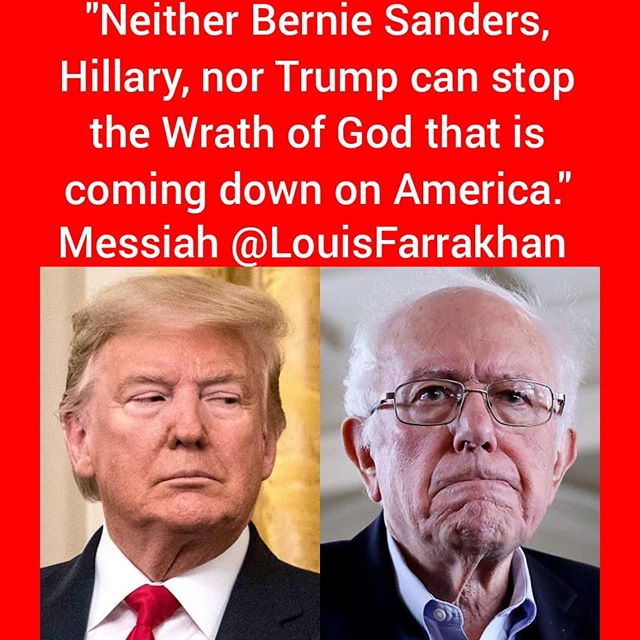 "Neither Bernie Sanders,
Hillary, nor Trump can stop
the Wrath of God that is
coming down on America."
Messiah @LouisFarrakhan